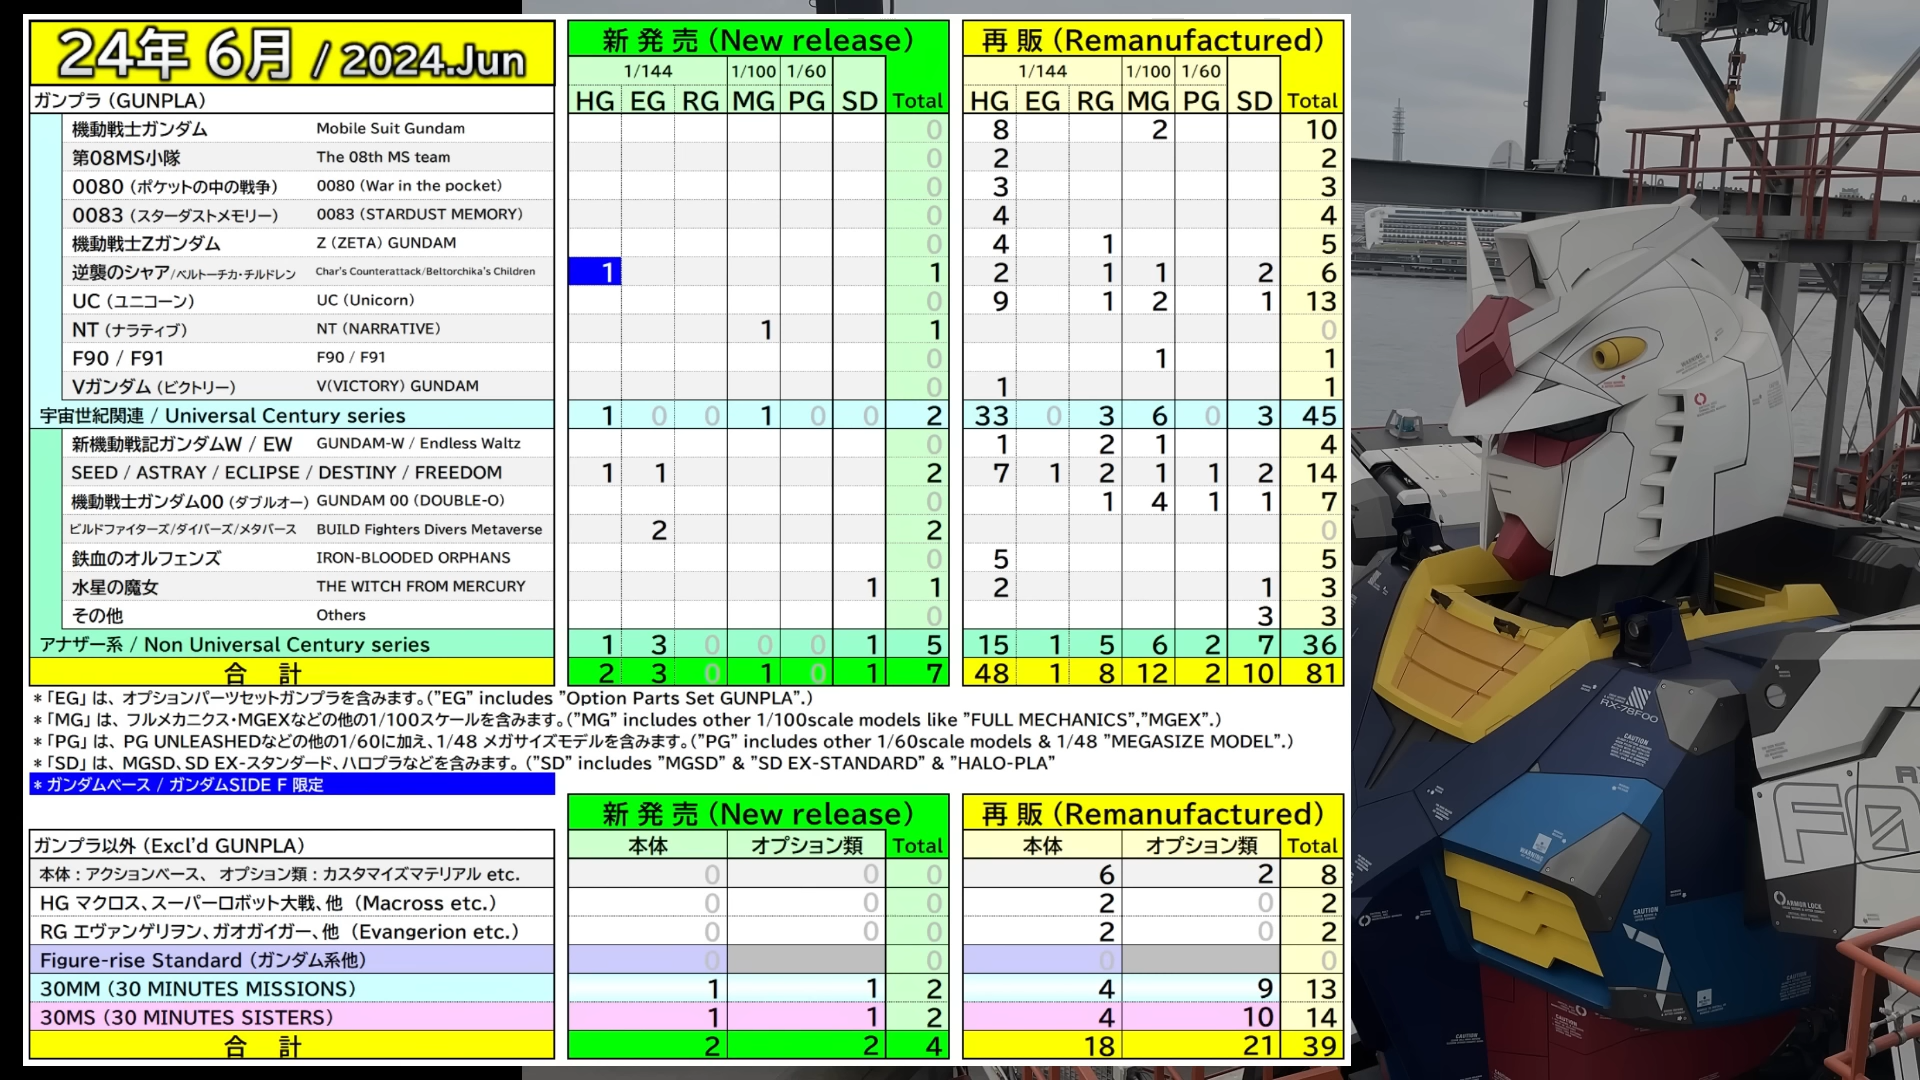 24年 6月 / 2024.Jun
新 発 売 (New release)
再 販 (Remanufactured)
1/144 1/100 1/60
1/144 1/100 1/60
ガンプラ (GUNPLA)
HG EG RG MG PG SD Total
HG EG RG MG PG SD Total
機動戦士ガンダム Mobile Suit Gundam 0 8 2 10
第08MS小隊 The 08th MS team 0 2 2
0080 (ポケットの中の戦争) 0080 (War in the pocket) 0 3 3
0083 (スターダストメモリー) 0083 (STARDUST MEMORY) 0 4 4
機動戦士Zガンダム Z (ZETA) GUNDAM 0 4 1 5
逆襲のシャア/ベルトーチカ・チルドレン Char's Counterattack/Beltorchika's Children 1 1 2 1 1 2 6
UC (ユニコーン) UC (Unicorn) 0 9 1 2 1 13
NT (ナラティブ) NT (NARRATIVE) 1 1 0
F90 / F91 F90 / F91 0 1 1
Vガンダム (ビクトリー) V(VICTORY) GUNDAM 0 1 1
宇宙世紀関連 / Universal Century series 1 0 0 1 0 0 2 33 0 3 6 0 3 45
新機動戦記ガンダムW / EW GUNDAM-W / Endless Waltz 0 1 2 1 4
SEED / ASTRAY / ECLIPSE / DESTINY / FREEDOM 1 1 2 7 1 2 1 1 2 14
機動戦士ガンダム00 (ダブルオー) GUNDAM 00 (DOUBLE-O) 0 1 4 1 1 7
ビルドファイターズ/ダイバーズ/メタバース BUILD Fighters Divers Metaverse 2 2 0
鉄血のオルフェンズ IRON-BLOODED ORPHANS 0 5 5
水星の魔女 THE WITCH FROM MERCURY 1 1 2 1 3
その他 Others 0 3 3
アナザー系 / Non Universal Century series 1 3 0 0 0 1 5 15 1 5 6 2 7 36
合 計 2 3 0 1 0 1 7 48 1 8 12 2 10 81
*「EG」は、オプションパーツセットガンプラを含みます。("EG" includes "Option Parts Set GUNPLA".)
*「MG」は、フルメカニクス・MGEXなどの他の1/100スケールを含みます。("MG" includes other 1/100scale models like "FULL MECHANICS","MGEX".)
*「PG」は、PG UNLEASHEDなどの他の1/60に加え、1/48 メガサイズモデルを含みます。("PG" includes other 1/60scale models & 1/48 "MEGASIZE MODEL".)
*「SD」は、MGSD、SD EX-スタンダード、ハロプラなどを含みます。("SD" includes "MGSD" & "SD EX-STANDARD" & "HALO-PLA"
* ガンダムベース / ガンダムSIDE F 限定
新 発 売 (New release)
再 販 (Remanufactured)
ガンプラ以外 (Excl'd GUNPLA) 本体 オプション類 Total 本体 オプション類 Total
本体 : アクションベース、 オプション類 : カスタマイズマテリアル etc. 0 0 0 6 2 8
HG マクロス、スーパーロボット大戦、他 (Macross etc.) 0 0 0 2 0 2
RG エヴァンゲリヲン、ガオガイガー、他 (Evangerion etc.) 0 0 0 2 0 2
Figure-rise Standard (ガンダム系他) 0 0 0 0
30MM (30 MINUTES MISSIONS) 1 1 2 4 9 13
30MS (30 MINUTES SISTERS) 1 1 2 4 10 14
合 計 2 2 4 18 21 39
RX-78F00
CAUTION
WARNING
CAUTION
ARMOR LOCK
CAUTION
CAUTION
CAUTION
F0